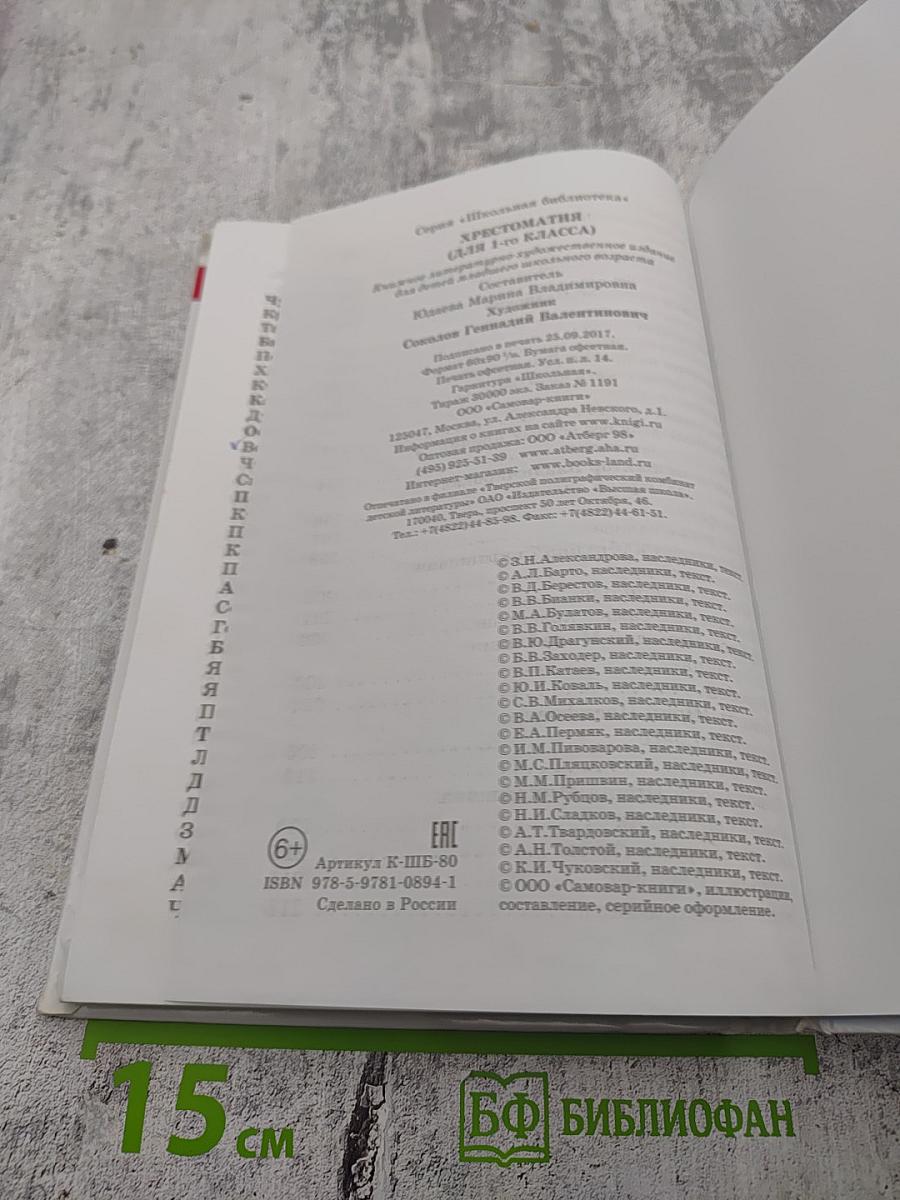 Серия «Школьная библиотека«
ХРЕСТОМАТИЯ
(ДЛЯ 1-го КЛАССА)
Книжное литературно-художественное издание
для детей младшего школьного возраста
Составитель
Юдаева Марина Владимировна
Художник
Соколов Геннадий Валентинович
Подписано в печать 25.09.2017.
Формат 60х90 1/16. Бумага офсетная.
Печать офсетная. Усл. п. л. 14.
Гарнитура «Школьная».
Тираж 30000 экз. Заказ № 1191
ООО «Самовар-книги»
125047, Москва, ул. Александра Невского, д.1.
Информация о книгах на сайте www.knigi.ru
Оптовая продажа: ООО «Атберг 98»
(495) 925-51-39 www.atberg.aha.ru
Интернет-магазин: www.books-land.ru
Отпечатано в филиале «Тверской полиграфический комбинат
детской литературы» ОАО «Издательство «Высшая школа».
170040, Тверь, проспект 50 лет Октября, 46.
Тел.: +7(4822)44-85-98. Факс: +7(4822)44-61-51.
© З.Н.Александрова, наследники, текст.
© А.Л.Барто, наследники, текст.
© В.Д.Берестов, наследники, текст.
© В.В.Бианки, наследники, текст.
© М.А.Булатов, наследники, текст.
© В.В.Голявкин, наследники, текст.
© В.Ю.Драгунский, наследники, текст.
© Б.В.Заходер, наследники, текст.
© В.П.Катаев, наследники, текст.
© Ю.И.Коваль, наследники, текст.
© С.В.Михалков, наследники, текст.
© В.А.Осеева, наследники, текст.
© Е.А.Пермяк, наследники, текст.
© И.М.Пивоварова, наследники, текст.
© М.С.Пляцковский, наследники, текст.
© М.М.Пришвин, наследники, текст.
© Н.М.Рубцов, наследники, текст.
© Н.И.Сладков, наследники, текст.
© А.Т.Твардовский, наследники, текст.
© А.Н.Толстой, наследники, текст.
© К.И.Чуковский, наследники, текст.
© ООО «Самовар-книги», иллюстрации,
составление, серийное оформление.
6+
ЕАС
Артикул К-ШБ-80
ISBN 978-5-9781-0894-1
Сделано в России
15 см
БФ БИБЛИОФАН